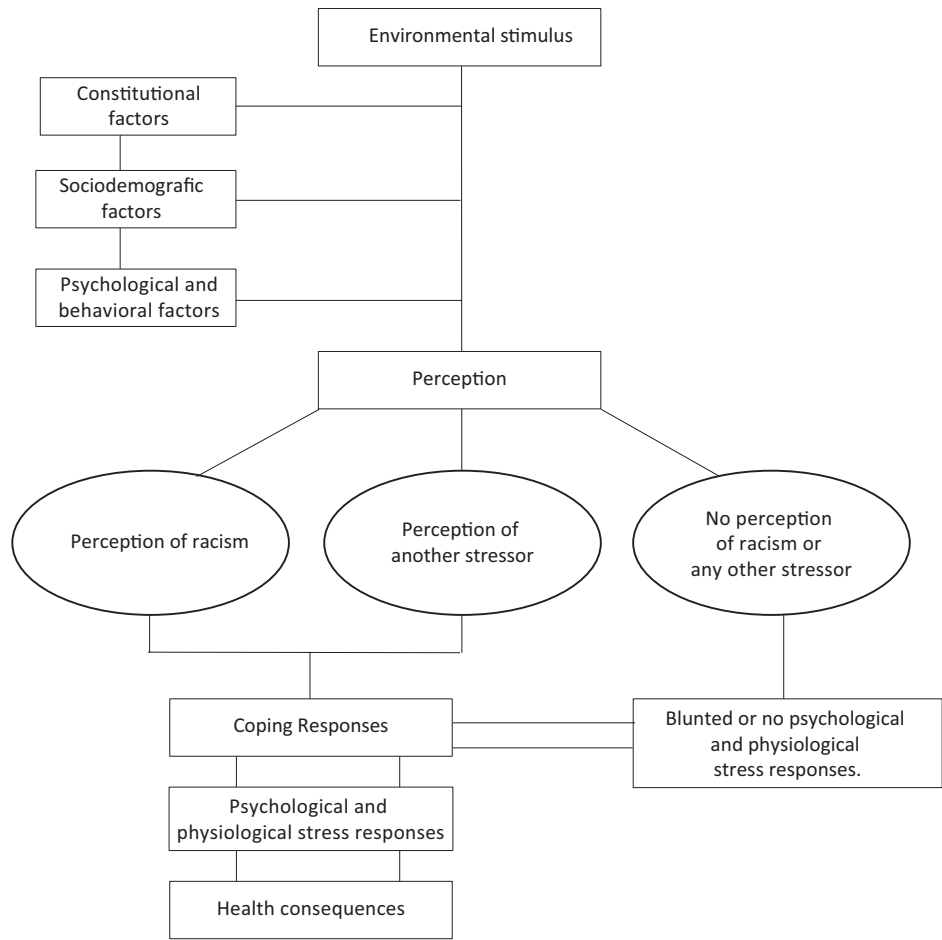 Environmental stimulus
Constitutional
factors
Sociodemografic
factors
Psychological and
behavioral factors
Perception
Perception of racism
Perception of
another stressor
No perception
of racism or
any other stressor
Coping Responses
Blunted or no psychological
and physiological
stress responses.
Psychological and
physiological stress responses
Health consequences